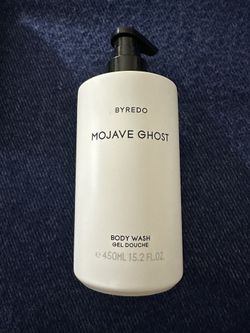 BYREDO
MOJAVE GHOST
BODY WASH
GEL DOUCHE
℮ 450ML 15.2 FL.OZ.